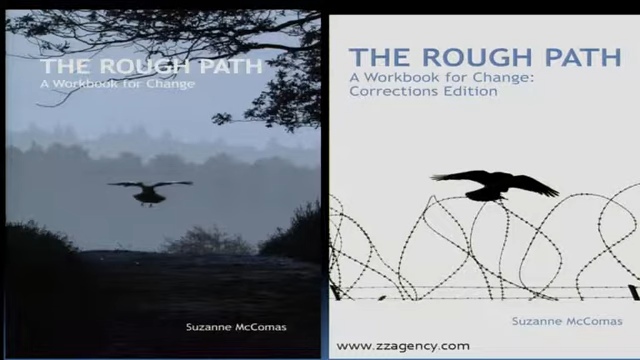 THE ROUGH PATH
A Workbook for Change
Suzanne McComas
THE ROUGH PATH
A Workbook for Change:
Corrections Edition
Suzanne McComas
www.zzagency.com